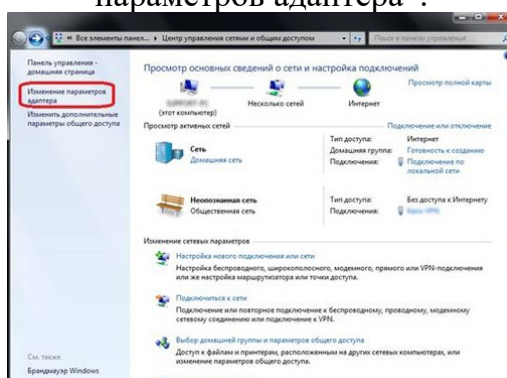 параметров адаптера".
« Все элементы панел... ▸ Центр управления сетями и общим доступом
Поиск в панели управления
Панель управления -
домашняя страница
Изменение параметров
адаптера
Изменить дополнительные
параметры общего доступа
Просмотр основных сведений о сети и настройка подключений
Просмотр полной карты
(этот компьютер)
Несколько сетей
Интернет
Просмотр активных сетей
Подключение или отключение
Сеть
Домашняя сеть
Тип доступа: Интернет
Домашняя группа: Готовность к созданию
Подключения: Подключение по
локальной сети
Неопознанная сеть
Общественная сеть
Тип доступа: Без доступа к Интернету
Подключения:
Изменение сетевых параметров
Настройка нового подключения или сети
Настройка беспроводного, широкополосного, модемного, прямого или VPN-подключения
или же настройка маршрутизатора или точки доступа.
Подключиться к сети
Подключение или повторное подключение к беспроводному, проводному, модемному
сетевому соединению или подключение к VPN.
Выбор домашней группы и параметров общего доступа
Доступ к файлам и принтерам, расположенным на других сетевых компьютерах, или
изменение параметров общего доступа.
См. также
Брандмауэр Windows